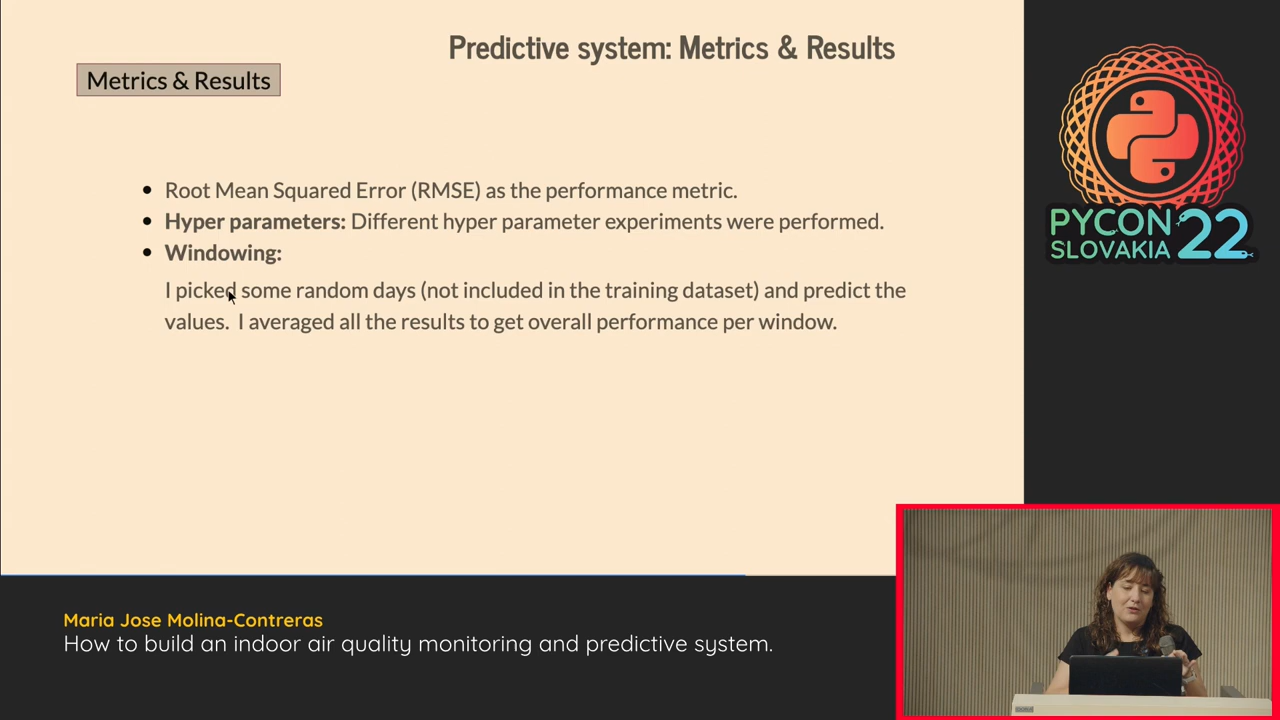 Predictive system: Metrics & Results
Metrics & Results
Root Mean Squared Error (RMSE) as the performance metric.
Hyper parameters: Different hyper parameter experiments were performed.
Windowing:
I picked some random days (not included in the training dataset) and predict the
values. I averaged all the results to get overall performance per window.
PYCON
SLOVAKIA
22
Maria Jose Molina-Contreras
How to build an indoor air quality monitoring and predictive system.